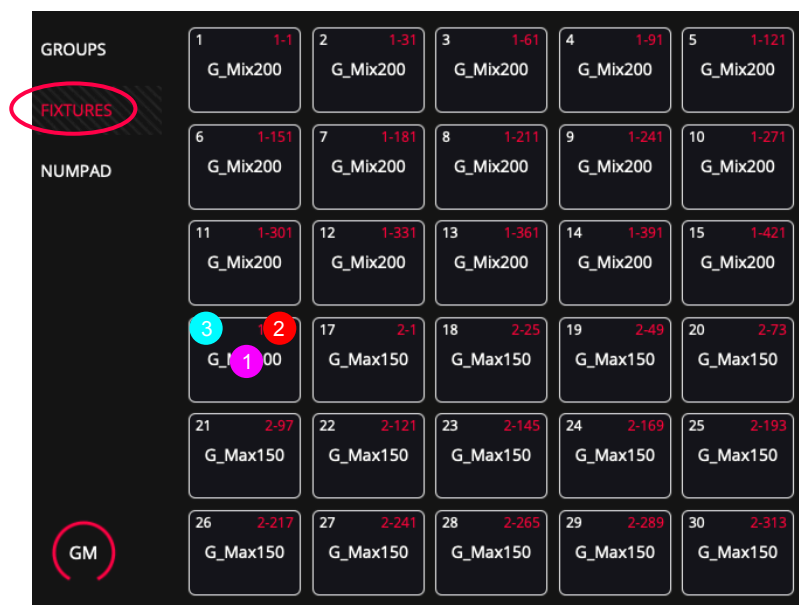 GROUPS
FIXTURES
NUMPAD
GM
1 1-1
G_Mix200
2 1-31
G_Mix200
3 1-61
G_Mix200
4 1-91
G_Mix200
5 1-121
G_Mix200
6 1-151
G_Mix200
7 1-181
G_Mix200
8 1-211
G_Mix200
9 1-241
G_Mix200
10 1-271
G_Mix200
11 1-301
G_Mix200
12 1-331
G_Mix200
13 1-361
G_Mix200
14 1-391
G_Mix200
15 1-421
G_Mix200
3 2
1
17 2-1
G_Max150
18 2-25
G_Max150
19 2-49
G_Max150
20 2-73
G_Max150
21 2-97
G_Max150
22 2-121
G_Max150
23 2-145
G_Max150
24 2-169
G_Max150
25 2-193
G_Max150
26 2-217
G_Max150
27 2-241
G_Max150
28 2-265
G_Max150
29 2-289
G_Max150
30 2-313
G_Max150